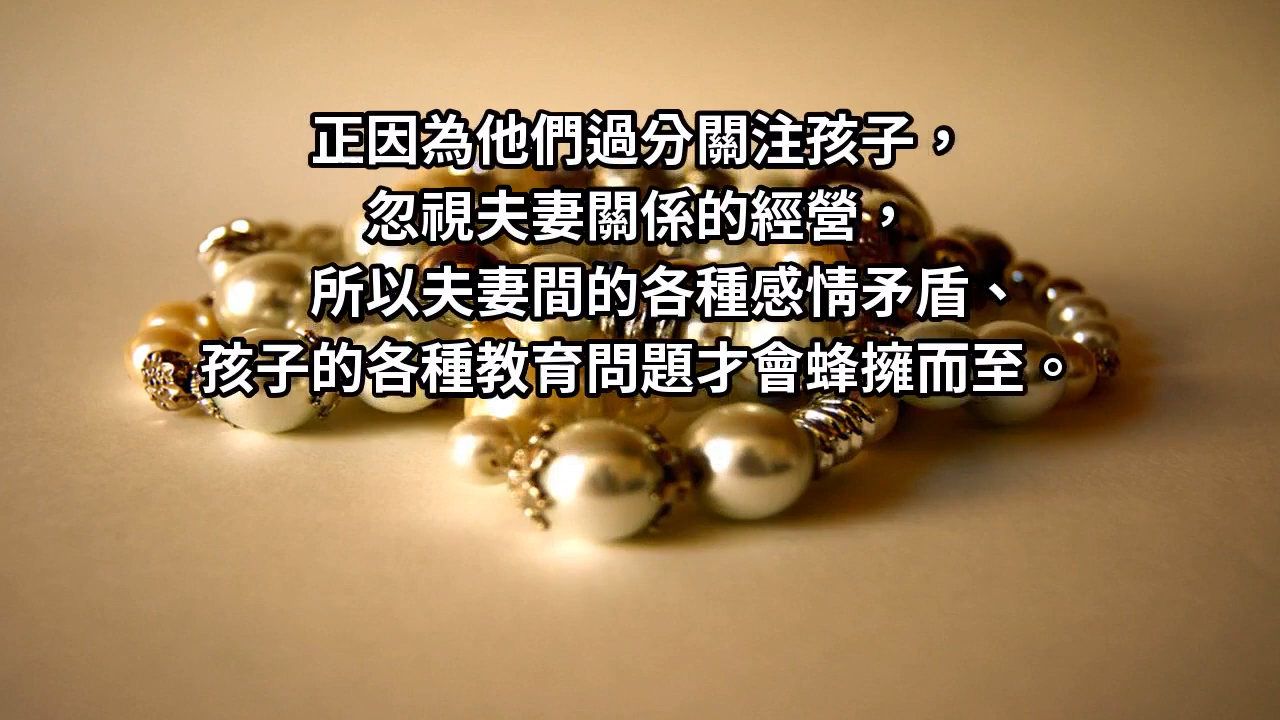 正因為他們過分關注孩子，
忽視夫妻關係的經營，
所以夫妻間的各種感情矛盾、
孩子的各種教育問題才會蜂擁而至。